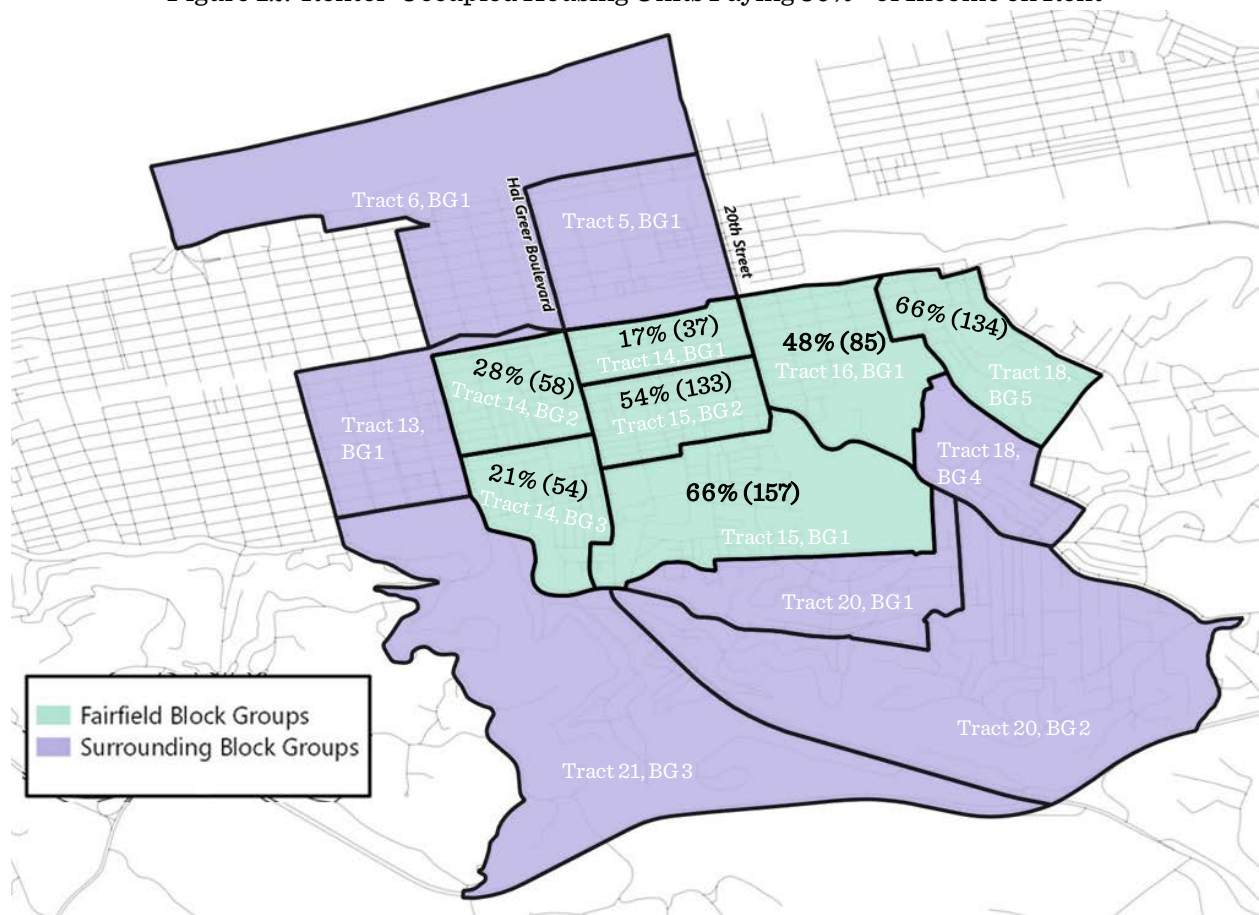 Tract 6, BG 1
Hal Greer Boulevard
Tract 5, BG 1
20th Street
17% (37)
Tract 14, BG 1
48% (85)
Tract 16, BG 1
66% (134)
Tract 18,
BG 5
28% (58)
Tract 14, BG 2
54% (133)
Tract 15, BG 2
Tract 13,
BG 1
Tract 18,
BG 4
21% (54)
Tract 14, BG 3
66% (157)
Tract 15, BG 1
Tract 20, BG 1
Fairfield Block Groups
Surrounding Block Groups
Tract 20, BG 2
Tract 21, BG 3